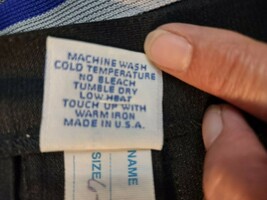 MACHINE WASH
COLD TEMPERATURE
NO BLEACH
TUMBLE DRY
LOW HEAT
TOUCH UP WITH
WARM IRON
MADE IN U.S.A.
NAME
SIZE: